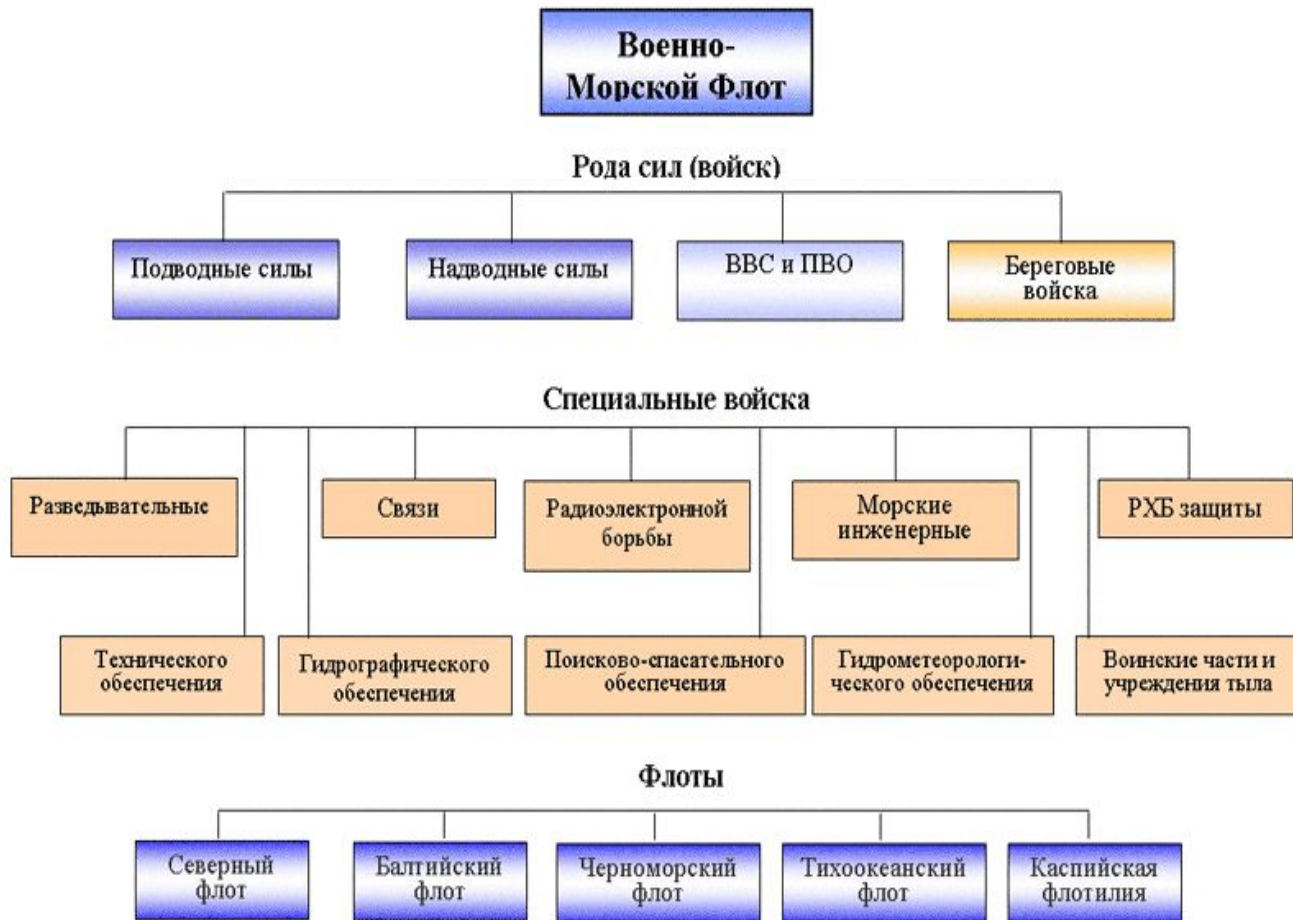 Военно-
Морской Флот
Рода сил (войск)
Подводные силы
Надводные силы
ВВС и ПВО
Береговые
войска
Специальные войска
Разведывательные
Связи
Радиоэлектронной
борьбы
Морские
инженерные
РХБ защиты
Технического
обеспечения
Гидрографического
обеспечения
Поисково-спасательного
обеспечения
Гидрометеорологи-
ческого обеспечения
Воинские части и
учреждения тыла
Флоты
Северный
флот
Балтийский
флот
Черноморский
флот
Тихоокеанский
флот
Каспийская
флотилия